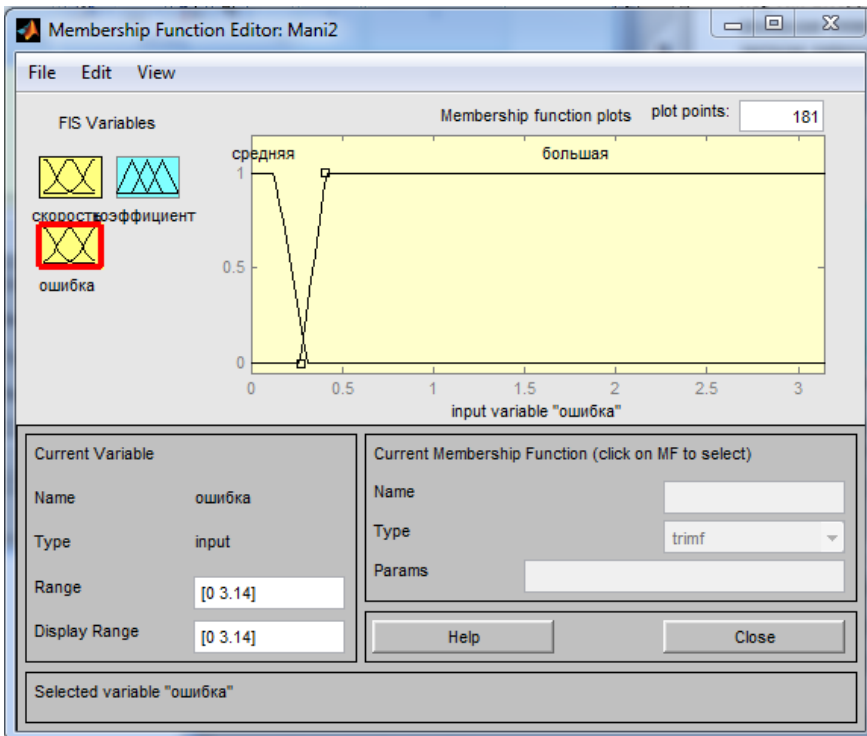 Membership Function Editor: Mani2
File Edit View
FIS Variables
Membership function plots plot points: 181
скорость коэффициент
ошибка
средняя большая
1
0.5
0
0 0.5 1 1.5 2 2.5 3
input variable "ошибка"
Current Variable
Name ошибка
Type input
Range [0 3.14]
Display Range [0 3.14]
Current Membership Function (click on MF to select)
Name
Type trimf
Params
Help Close
Selected variable "ошибка"